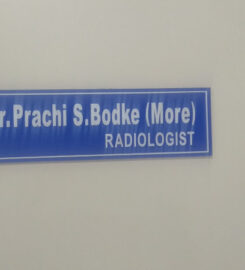 r.Prachi S.Bodke (More)
RADIOLOGIST